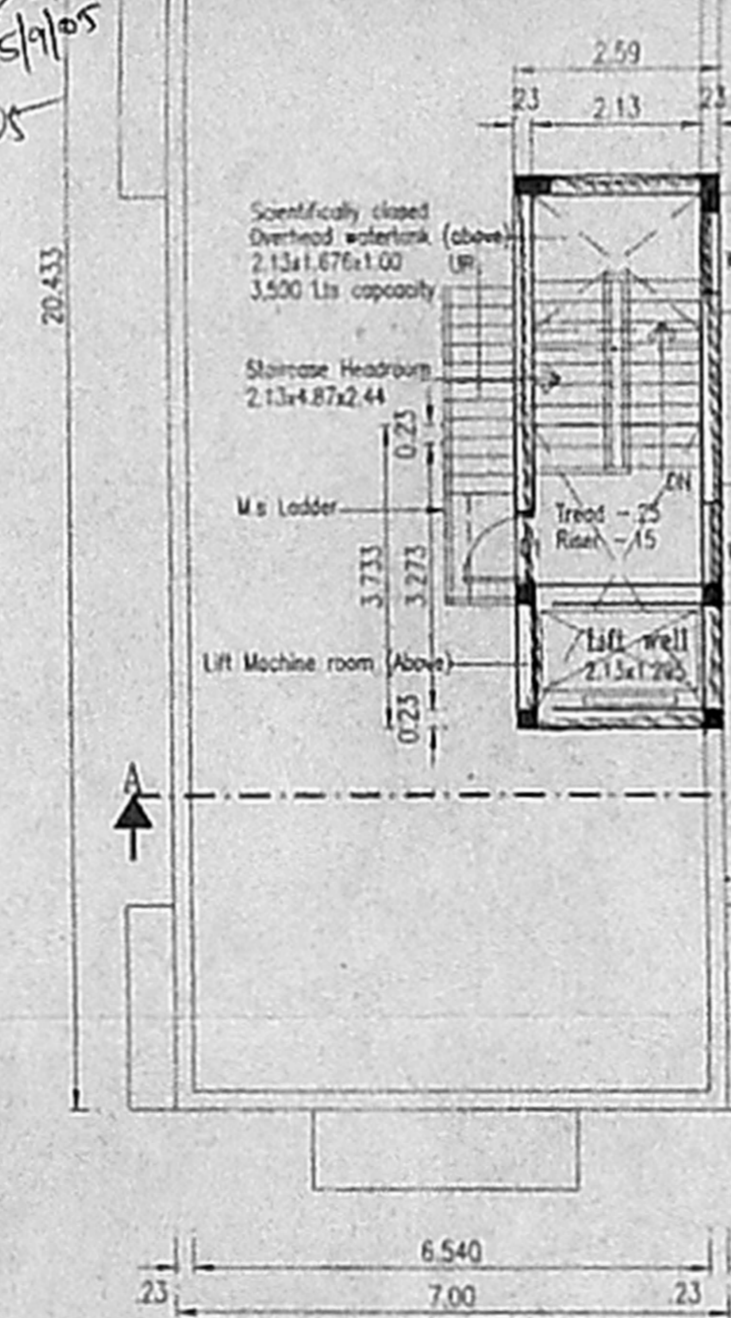 5/9/05
05
2.59
23
2.13
23
20.433
Scientifically closed
Overhead watertank (above)
2.13x1.676x1.00
UP
3,500 Lts capacity
Staircase Headroom
2.13x4.87x2.44
0.23
M.s Ladder
3.733
3.273
DN
Tread - .25
Riser - .15
Lift Machine room (Above)
Lift well
0.23
A
6.540
.23
7.00
.23